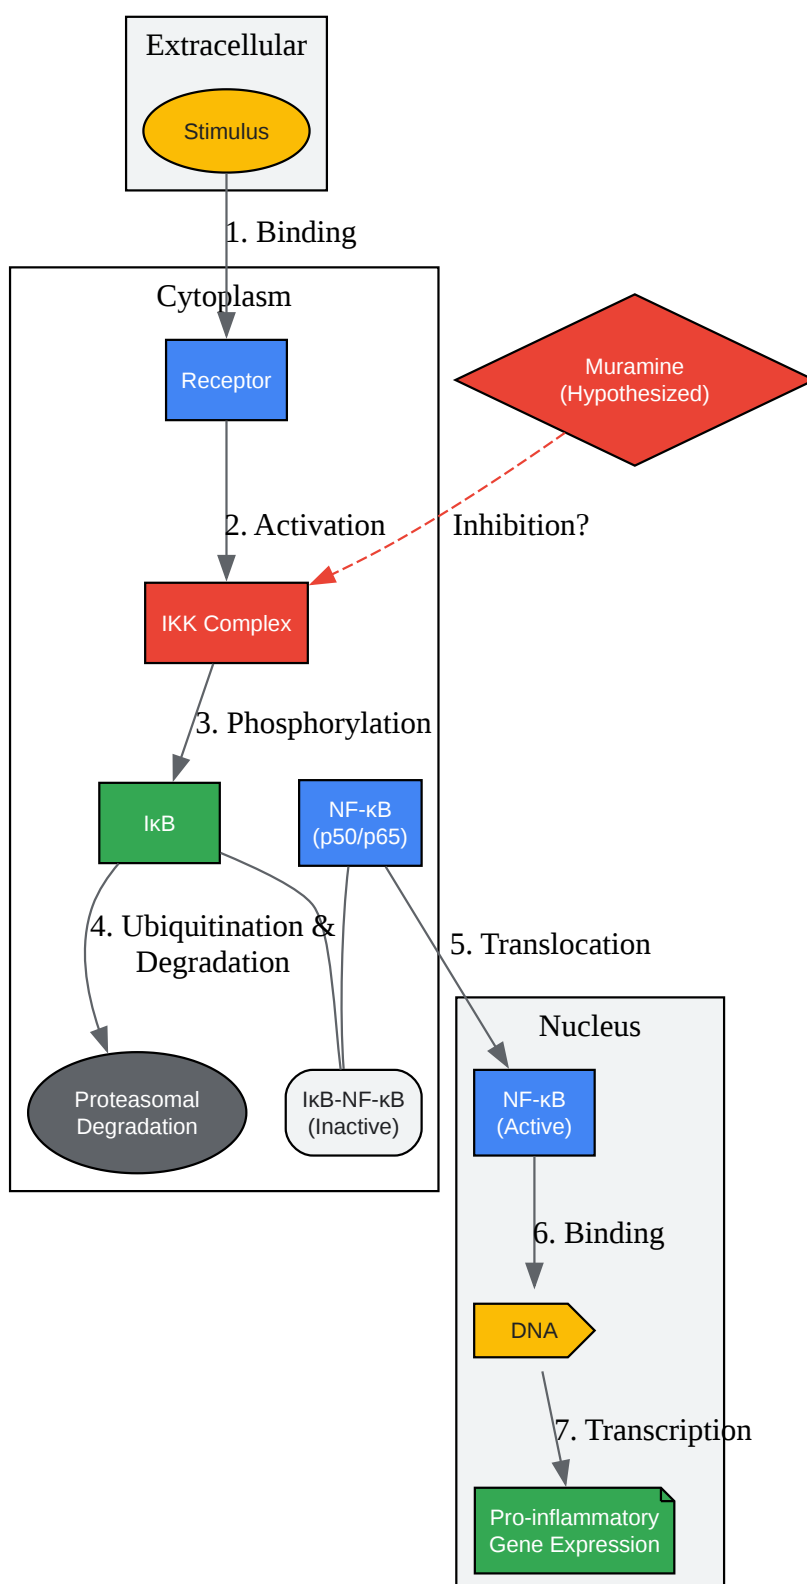 Extracellular
Stimulus
1. Binding
Cytoplasm
Receptor
Muramine
(Hypothesized)
2. Activation
Inhibition?
IKK Complex
3. Phosphorylation
IκB
NF-κB
(p50/p65)
4. Ubiquitination &
Degradation
5. Translocation
Nucleus
Proteasomal
Degradation
IκB-NF-κB
(Inactive)
NF-κB
(Active)
6. Binding
DNA
7. Transcription
Pro-inflammatory
Gene Expression